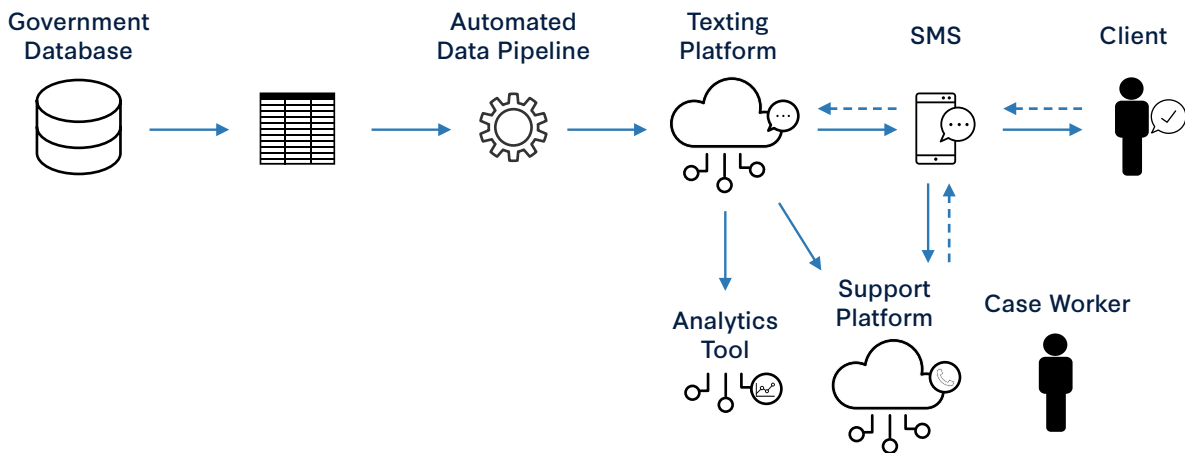 Government
Database
Automated
Data Pipeline
Texting
Platform
SMS
Client
Analytics
Tool
Support
Platform
Case Worker